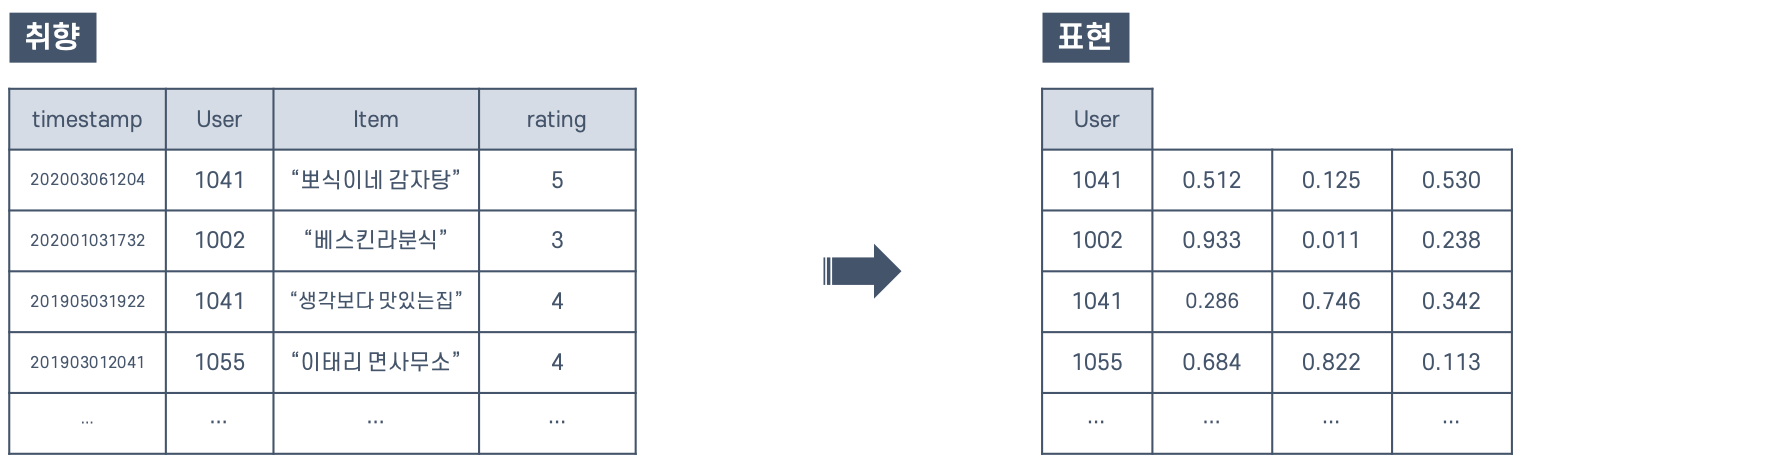 취향
timestamp User Item rating
202003061204 1041 “뽀식이네 감자탕” 5
202001031732 1002 “베스킨라분식” 3
201905031922 1041 “생각보다 맛있는집” 4
201903012041 1055 “이태리 면사무소” 4
... ... ... ...
표현
User
1041 0.512 0.125 0.530
1002 0.933 0.011 0.238
1041 0.286 0.746 0.342
1055 0.684 0.822 0.113
... ... ... ...